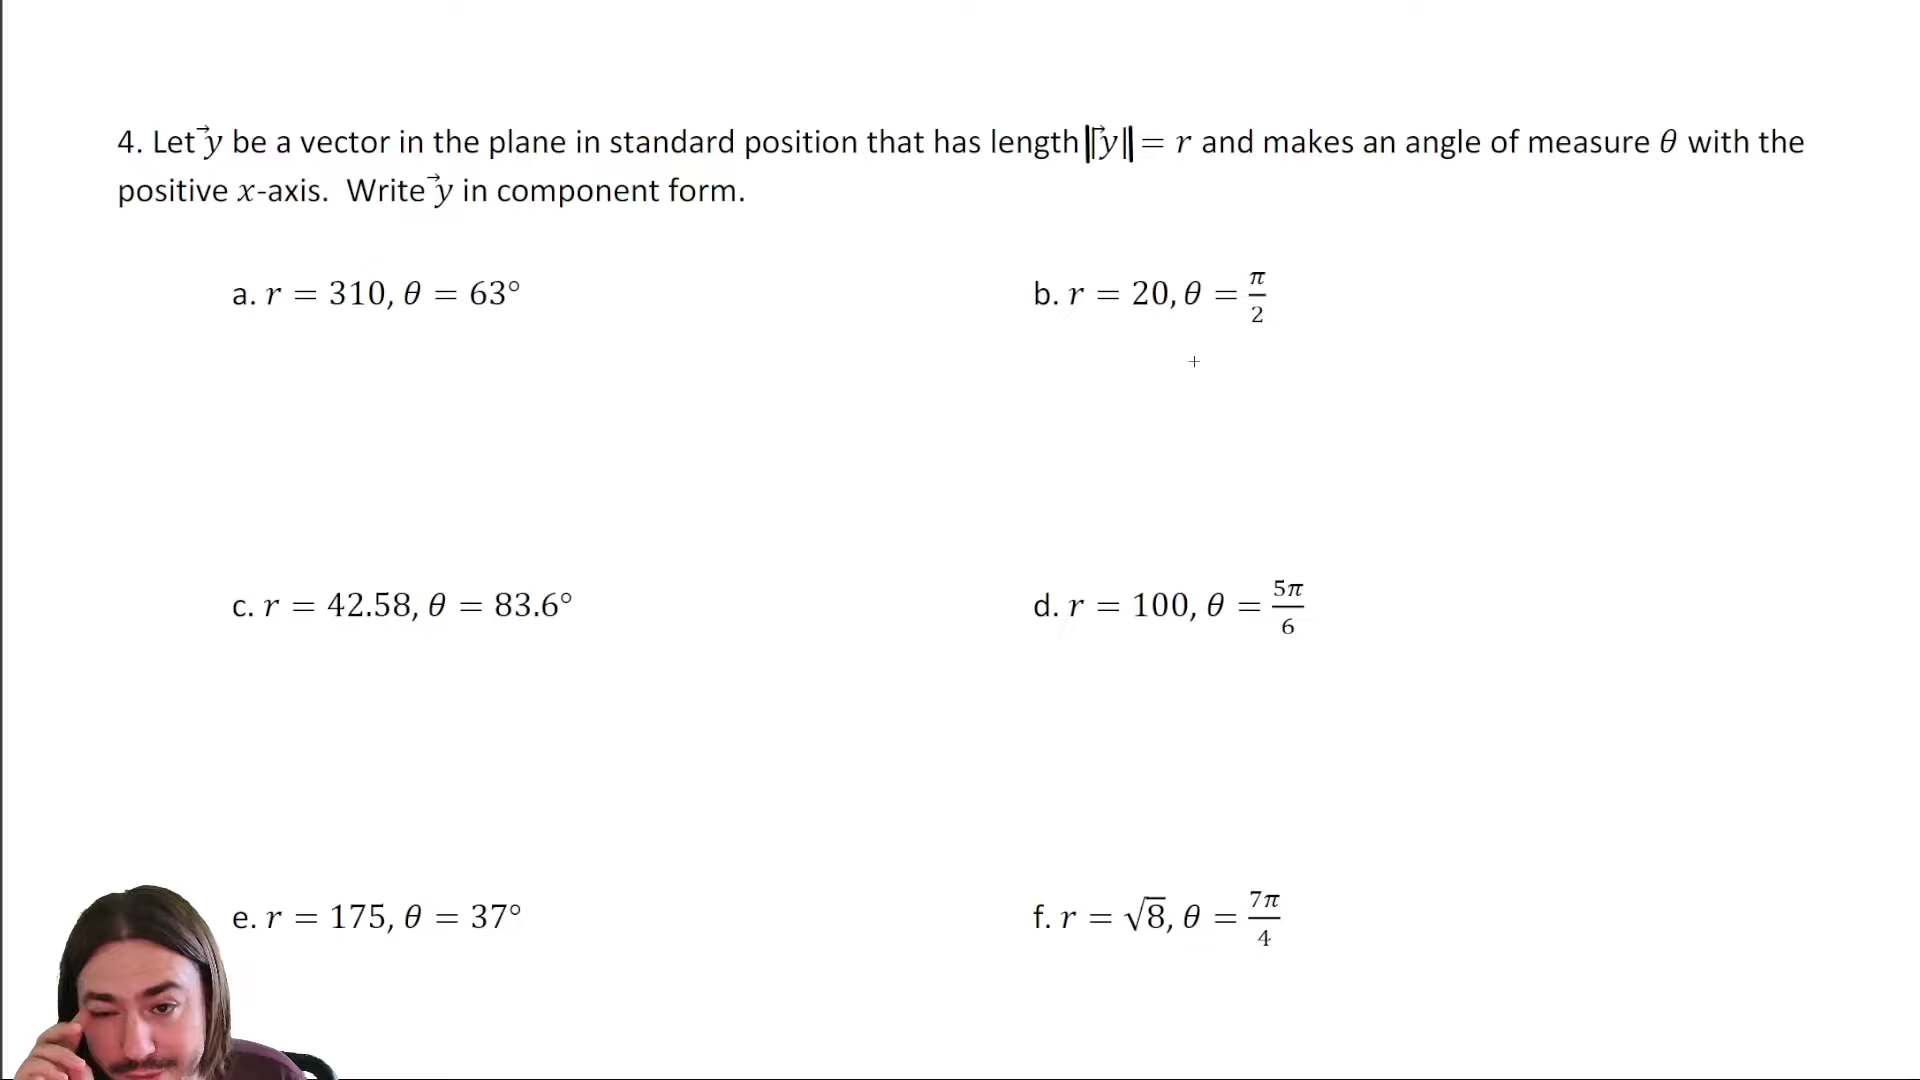 4. Let y⃗ be a vector in the plane in standard position that has length ‖y⃗‖ = r and makes an angle of measure θ with the
positive x-axis. Write y⃗ in component form.
a. r = 310, θ = 63°
b. r = 20, θ = π/2
c. r = 42.58, θ = 83.6°
d. r = 100, θ = 5π/6
e. r = 175, θ = 37°
f. r = √8, θ = 7π/4